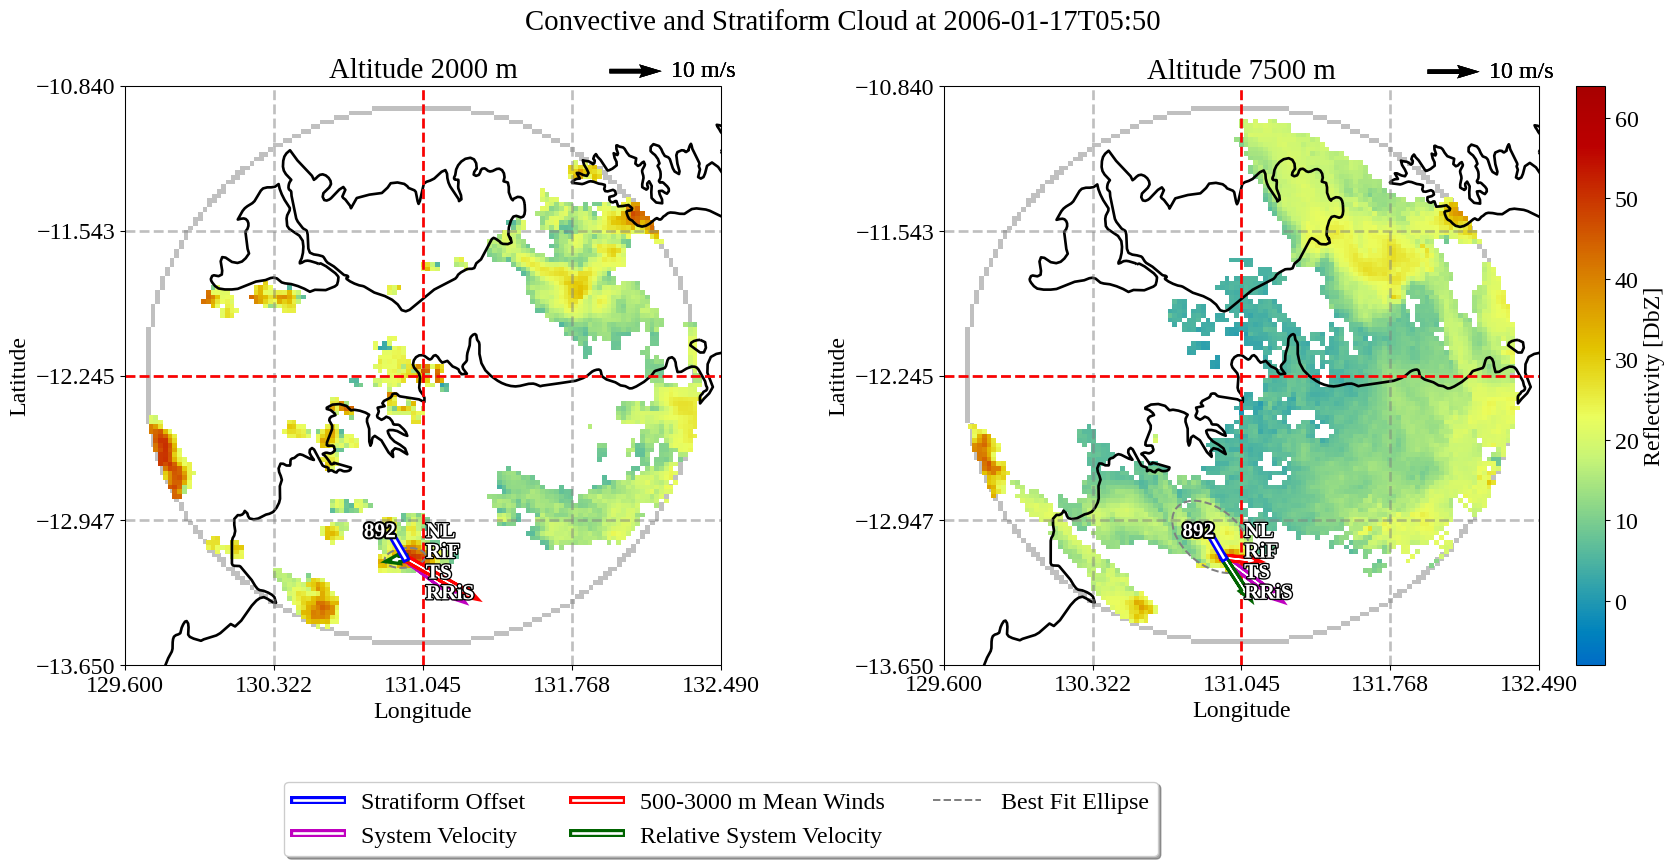 Convective and Stratiform Cloud at 2006-01-17T05:50
Altitude 2000 m
10 m/s
Altitude 7500 m
10 m/s
−10.840
−11.543
−12.245
−12.947
−13.650
Latitude
129.600
130.322
131.045
131.768
132.490
Longitude
892
NL
RiF
TS
RRiS
−10.840
−11.543
−12.245
−12.947
−13.650
Latitude
129.600
130.322
131.045
131.768
132.490
Longitude
892
NL
RiF
TS
RRiS
60
50
40
30
20
10
0
Reflectivity [DbZ]
Stratiform Offset
System Velocity
500-3000 m Mean Winds
Relative System Velocity
Best Fit Ellipse